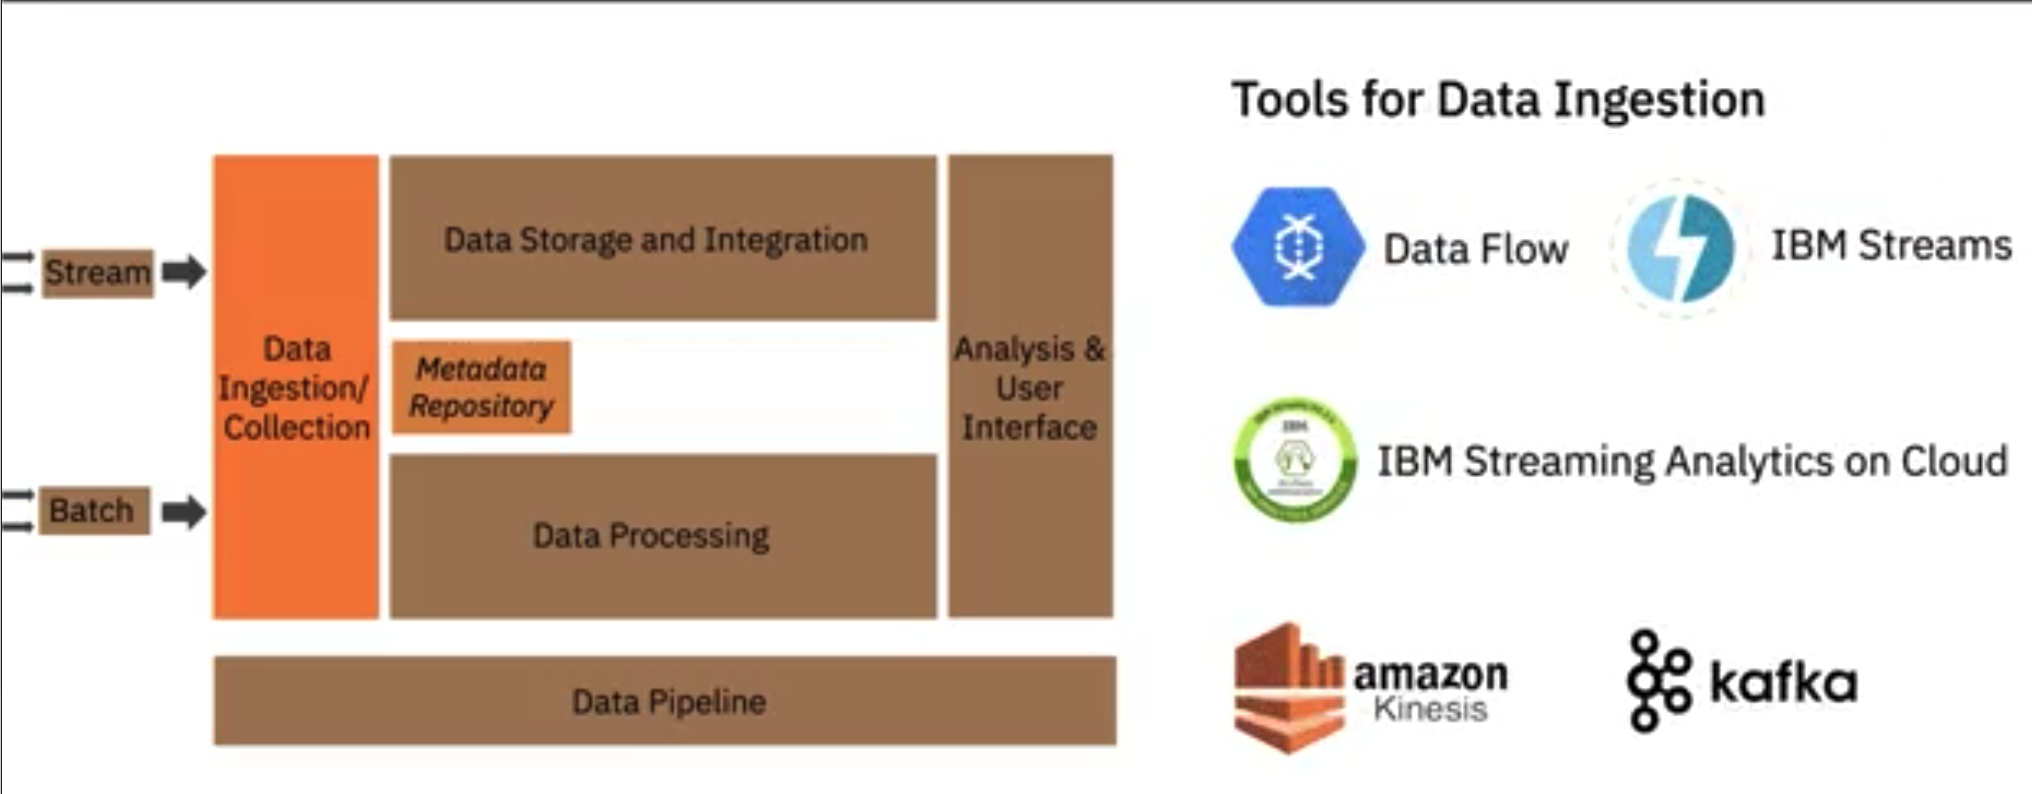 Tools for Data Ingestion
Stream
Batch
Data
Ingestion/
Collection
Data Storage and Integration
Metadata
Repository
Data Processing
Analysis &
User
Interface
Data Pipeline
Data Flow
IBM Streams
IBM
IBM Streaming Analytics on Cloud
amazon
Kinesis
kafka